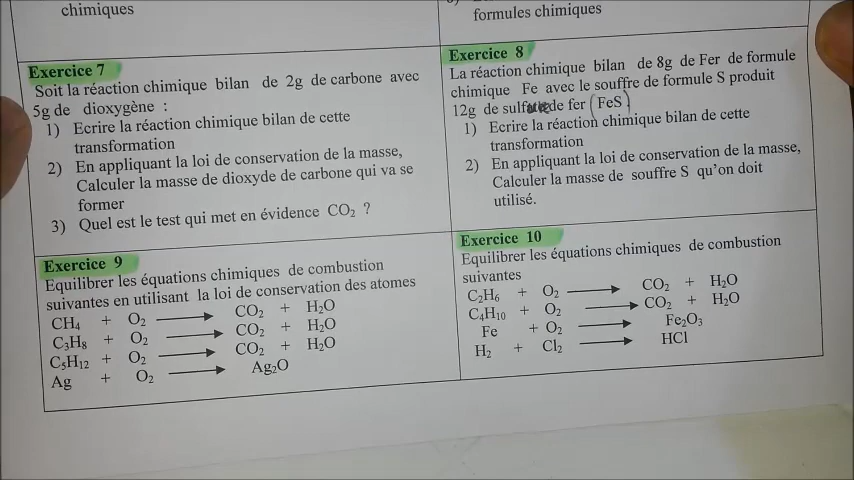 chimiques
formules chimiques
Exercice 7
Soit la réaction chimique bilan de 2g de carbone avec
5g de dioxygène :
1) Ecrire la réaction chimique bilan de cette
transformation
2) En appliquant la loi de conservation de la masse,
Calculer la masse de dioxyde de carbone qui va se
former
3) Quel est le test qui met en évidence CO₂ ?
Exercice 8
La réaction chimique bilan de 8g de Fer de formule
chimique Fe avec le souffre de formule S produit
12g de de fer (FeS)
1) Ecrire la réaction chimique bilan de cette
transformation
2) En appliquant la loi de conservation de la masse,
Calculer la masse de souffre S qu'on doit
utilisé.
Exercice 9
Equilibrer les équations chimiques de combustion
suivantes en utilisant la loi de conservation des atomes
CH₄ + O₂ ⟶ CO₂ + H₂O
C₃H₈ + O₂ ⟶ CO₂ + H₂O
C₅H₁₂ + O₂ ⟶ CO₂ + H₂O
Ag + O₂ ⟶ Ag₂O
Exercice 10
Equilibrer les équations chimiques de combustion
suivantes
C₂H₆ + O₂ ⟶ CO₂ + H₂O
C₄H₁₀ + O₂ ⟶ CO₂ + H₂O
Fe + O₂ ⟶ Fe₂O₃
H₂ + Cl₂ ⟶ HCl